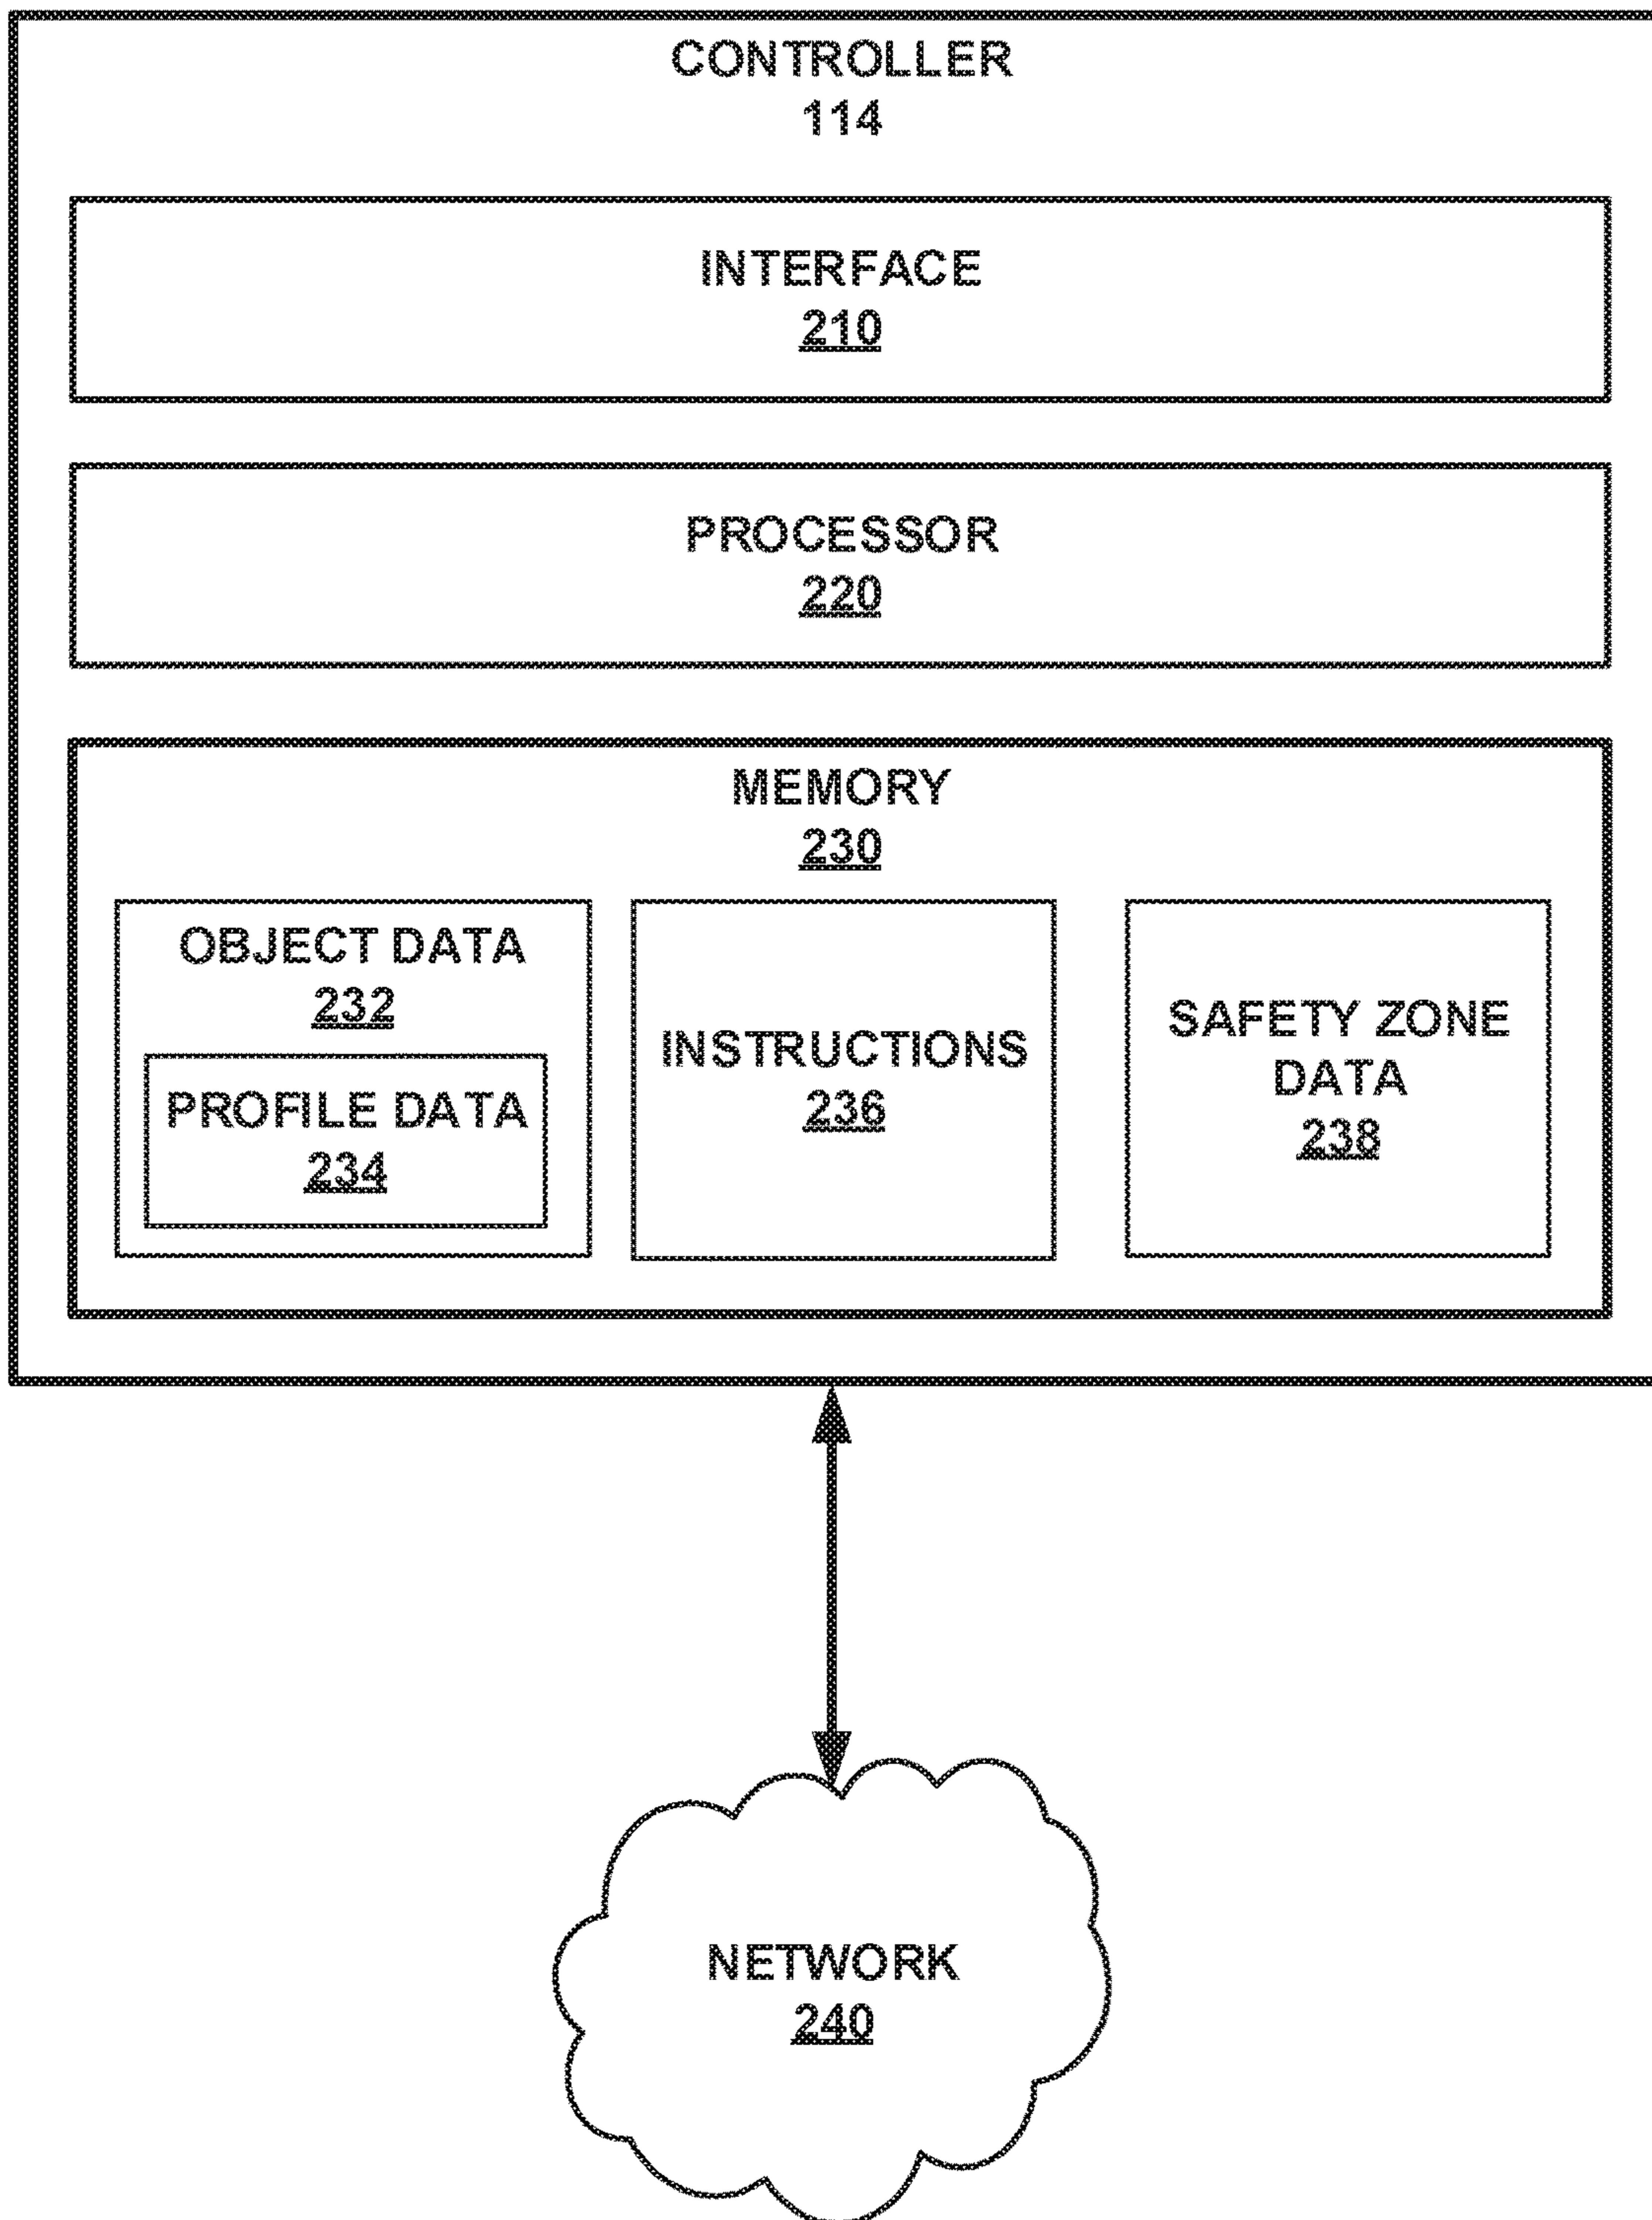 CONTROLLER
114
INTERFACE
210
PROCESSOR
220
MEMORY
230
OBJECT DATA
232
PROFILE DATA
234
INSTRUCTIONS
236
SAFETY ZONE
DATA
238
NETWORK
240